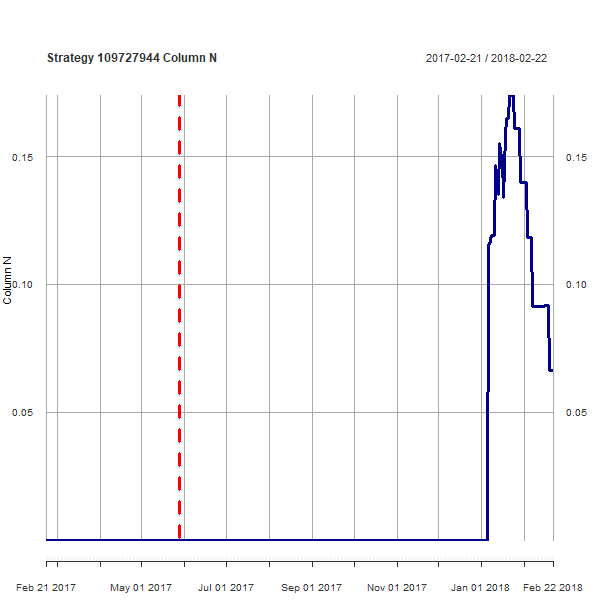 Strategy 109727944 Column N
2017-02-21 / 2018-02-22
0.15
0.15
Column N
0.10
0.10
0.05
0.05
Feb 21 2017
May 01 2017
Jul 01 2017
Sep 01 2017
Nov 01 2017
Jan 01 2018
Feb 22 2018